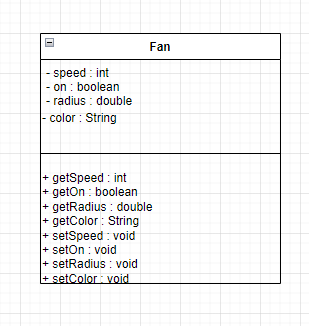 Fan
- speed : int
- on : boolean
- radius : double
- color : String
+ getSpeed : int
+ getOn : boolean
+ getRadius : double
+ getColor : String
+ setSpeed : void
+ setOn : void
+ setRadius : void
+ setColor : void